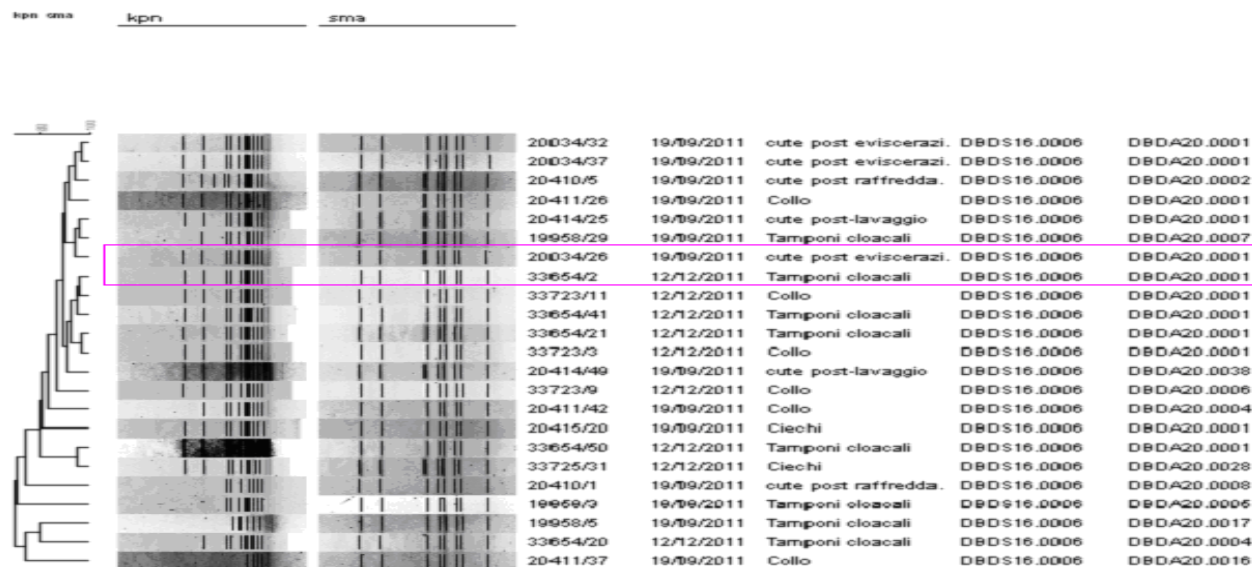 kpn sma kpn sma
20034/32 19/09/2011 cute post eviscerazi. DBDS16.0006 DBDA20.0001
20034/37 19/09/2011 cute post eviscerazi. DBDS16.0006 DBDA20.0001
20410/5 19/09/2011 cute post raffredda. DBDS16.0006 DBDA20.0002
20411/26 19/09/2011 Collo DBDS16.0006 DBDA20.0001
20414/25 19/09/2011 cute post-lavaggio DBDS16.0006 DBDA20.0001
19958/29 19/09/2011 Tamponi cloacali DBDS16.0006 DBDA20.0007
20034/26 19/09/2011 cute post eviscerazi. DBDS16.0006 DBDA20.0001
33654/2 12/12/2011 Tamponi cloacali DBDS16.0006 DBDA20.0001
33723/11 12/12/2011 Collo DBDS16.0006 DBDA20.0001
33654/41 12/12/2011 Tamponi cloacali DBDS16.0006 DBDA20.0001
33654/21 12/12/2011 Tamponi cloacali DBDS16.0006 DBDA20.0001
33723/3 12/12/2011 Collo DBDS16.0006 DBDA20.0001
20414/49 19/09/2011 cute post-lavaggio DBDS16.0006 DBDA20.0038
33723/9 12/12/2011 Collo DBDS16.0006 DBDA20.0006
20411/42 19/09/2011 Collo DBDS16.0006 DBDA20.0004
20415/20 19/09/2011 Ciechi DBDS16.0006 DBDA20.0001
33654/50 12/12/2011 Tamponi cloacali DBDS16.0006 DBDA20.0001
33725/31 12/12/2011 Ciechi DBDS16.0006 DBDA20.0028
20410/1 19/09/2011 cute post raffredda. DBDS16.0006 DBDA20.0008
19959/3 19/09/2011 Tamponi cloacali DBDS16.0006 DBDA20.0005
19958/5 19/09/2011 Tamponi cloacali DBDS16.0006 DBDA20.0017
33654/20 12/12/2011 Tamponi cloacali DBDS16.0006 DBDA20.0004
20411/37 19/09/2011 Collo DBDS16.0006 DBDA20.0016